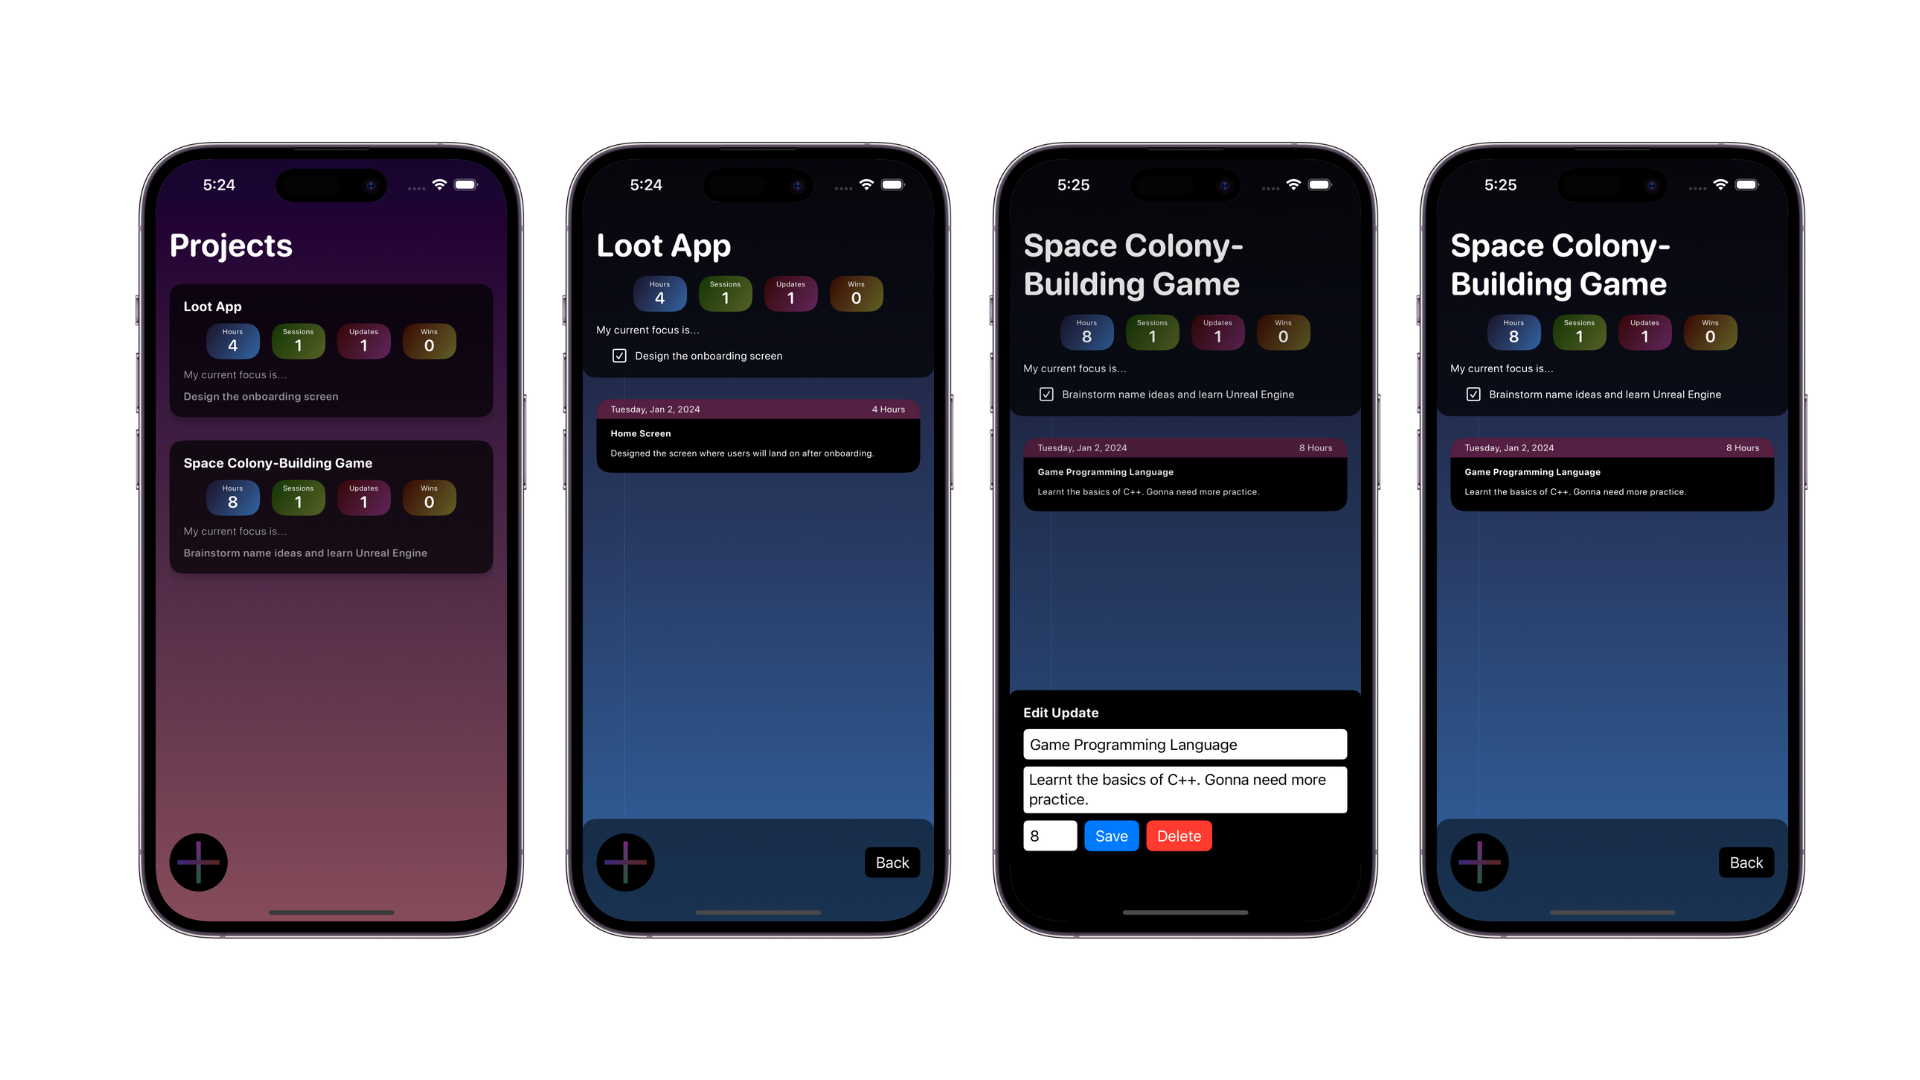 5:24
Projects
Loot App
Hours Sessions Updates Wins
4 1 1 0
My current focus is...
Design the onboarding screen
Space Colony-Building Game
Hours Sessions Updates Wins
8 1 1 0
My current focus is...
Brainstorm name ideas and learn Unreal Engine
5:24
Loot App
Hours Sessions Updates Wins
4 1 1 0
My current focus is...
Design the onboarding screen
Tuesday, Jan 2, 2024 4 Hours
Home Screen
Designed the screen where users will land on after onboarding.
Back
5:25
Space Colony-
Building Game
Hours Sessions Updates Wins
8 1 1 0
My current focus is...
Brainstorm name ideas and learn Unreal Engine
Tuesday, Jan 2, 2024 8 Hours
Game Programming Language
Learnt the basics of C++. Gonna need more practice.
Edit Update
Game Programming Language
Learnt the basics of C++. Gonna need more
practice.
8 Save Delete
5:25
Space Colony-
Building Game
Hours Sessions Updates Wins
8 1 1 0
My current focus is...
Brainstorm name ideas and learn Unreal Engine
Tuesday, Jan 2, 2024 8 Hours
Game Programming Language
Learnt the basics of C++. Gonna need more practice.
Back